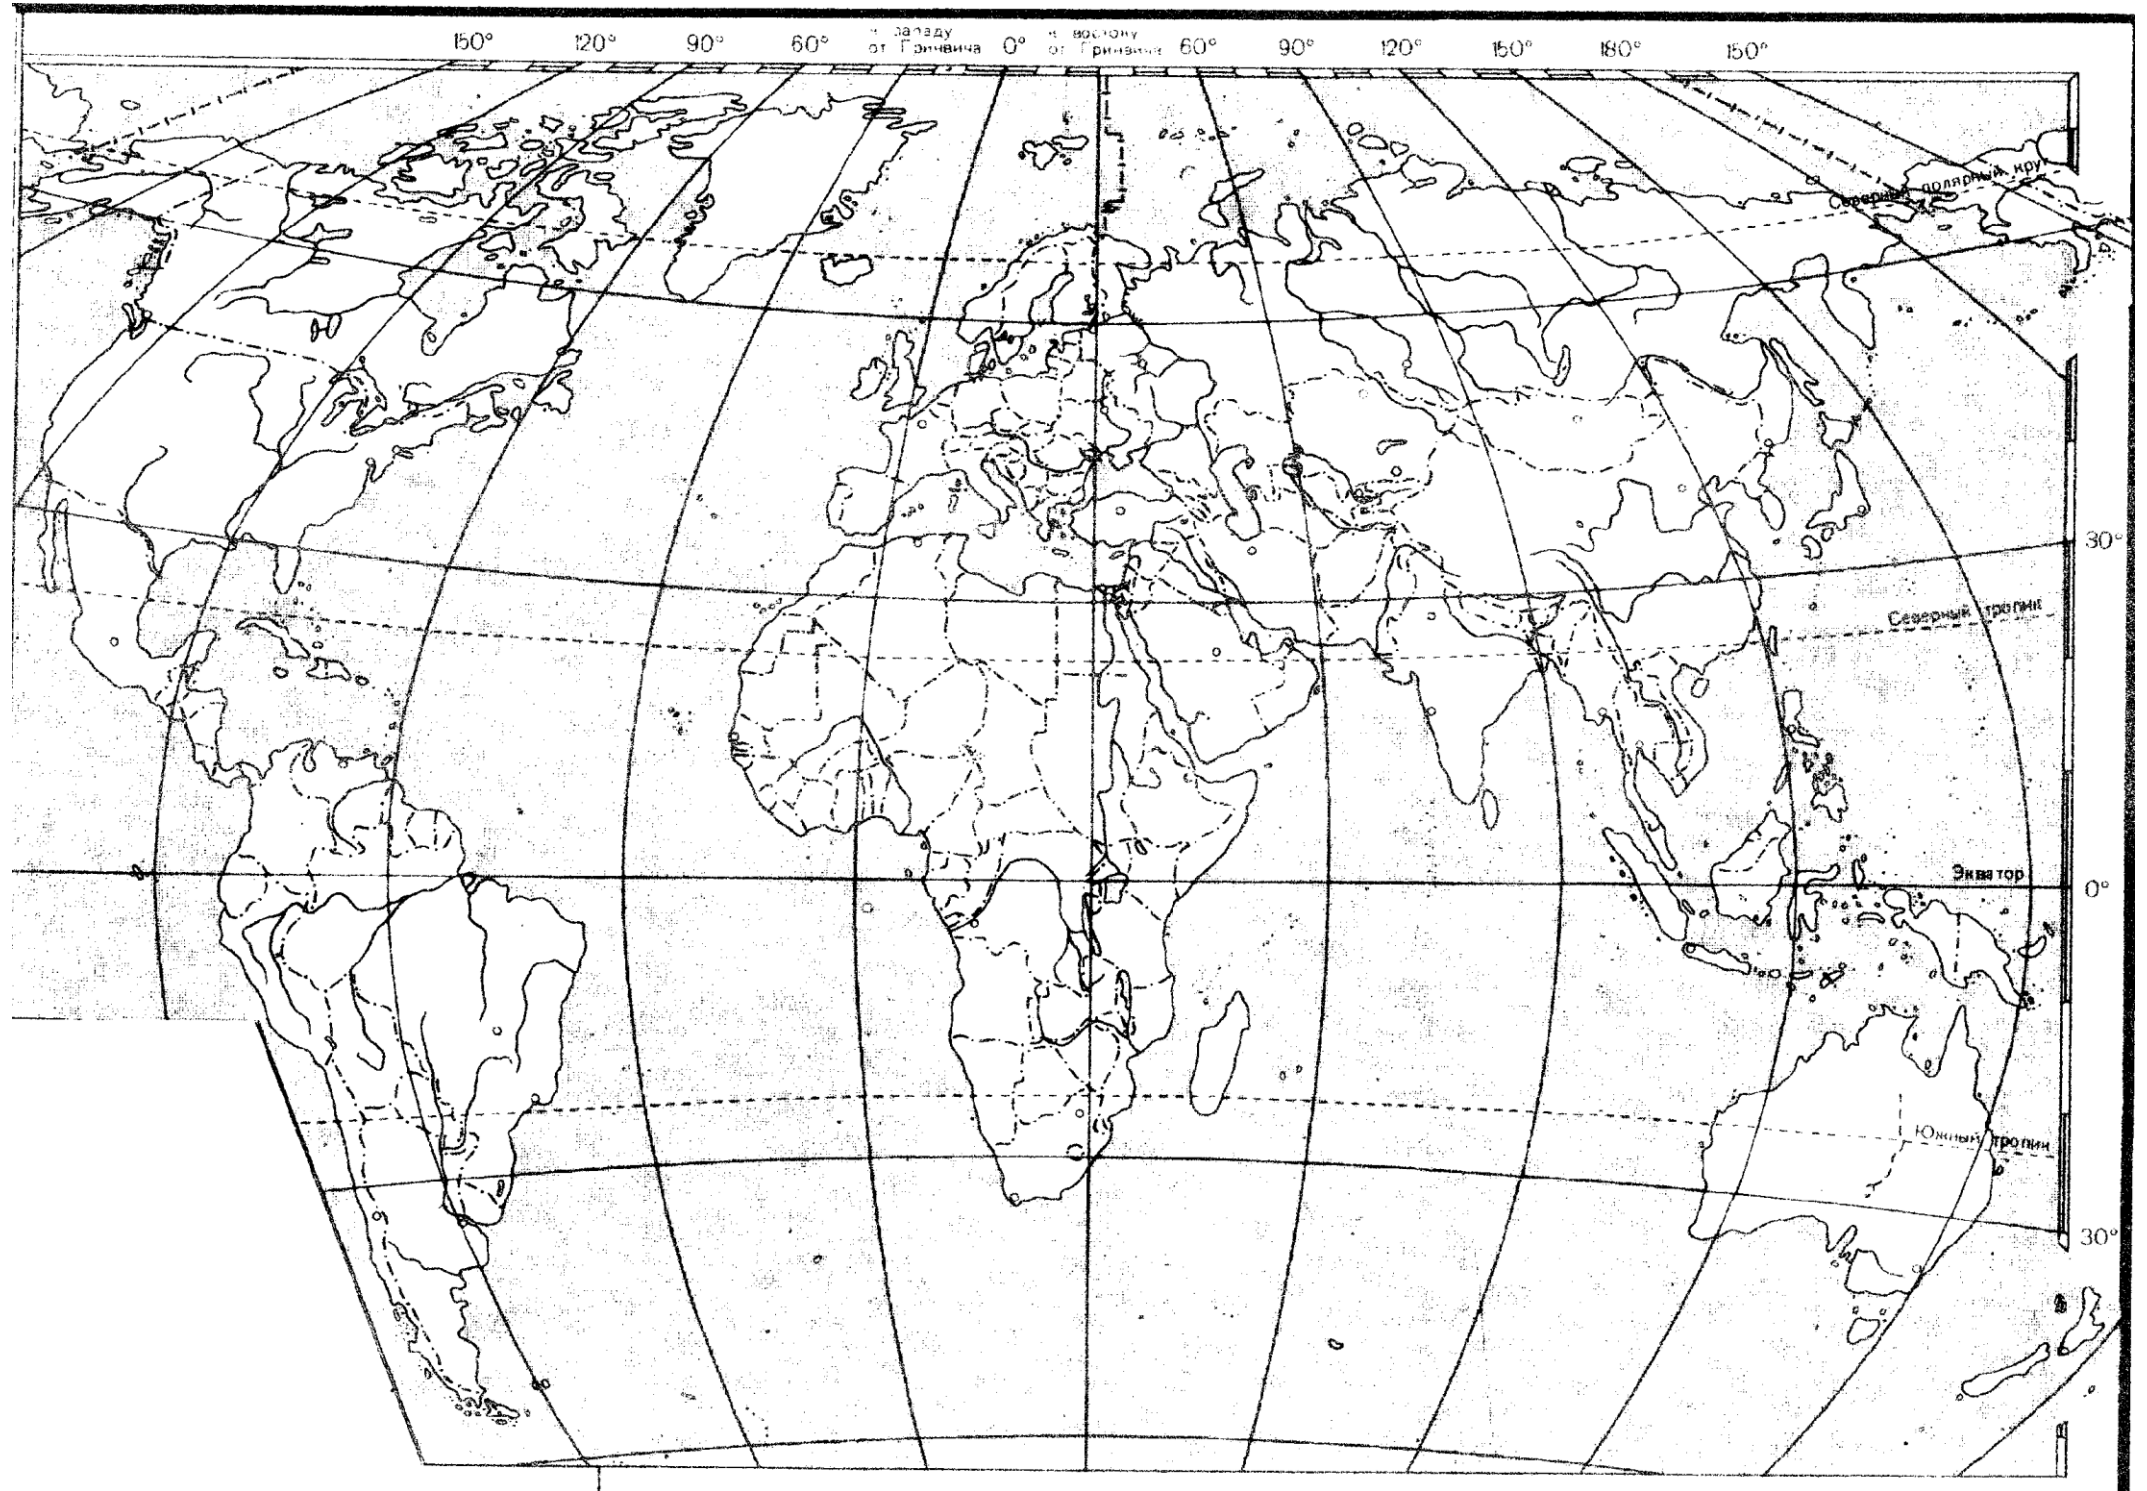 150° 120° 90° 60° к западу от Гринвича 0° к востоку от Гринвича 60° 90° 120° 150° 180° 150°
Северный полярный круг
30°
Северный тропик
Экватор
0°
Южный тропик
30°